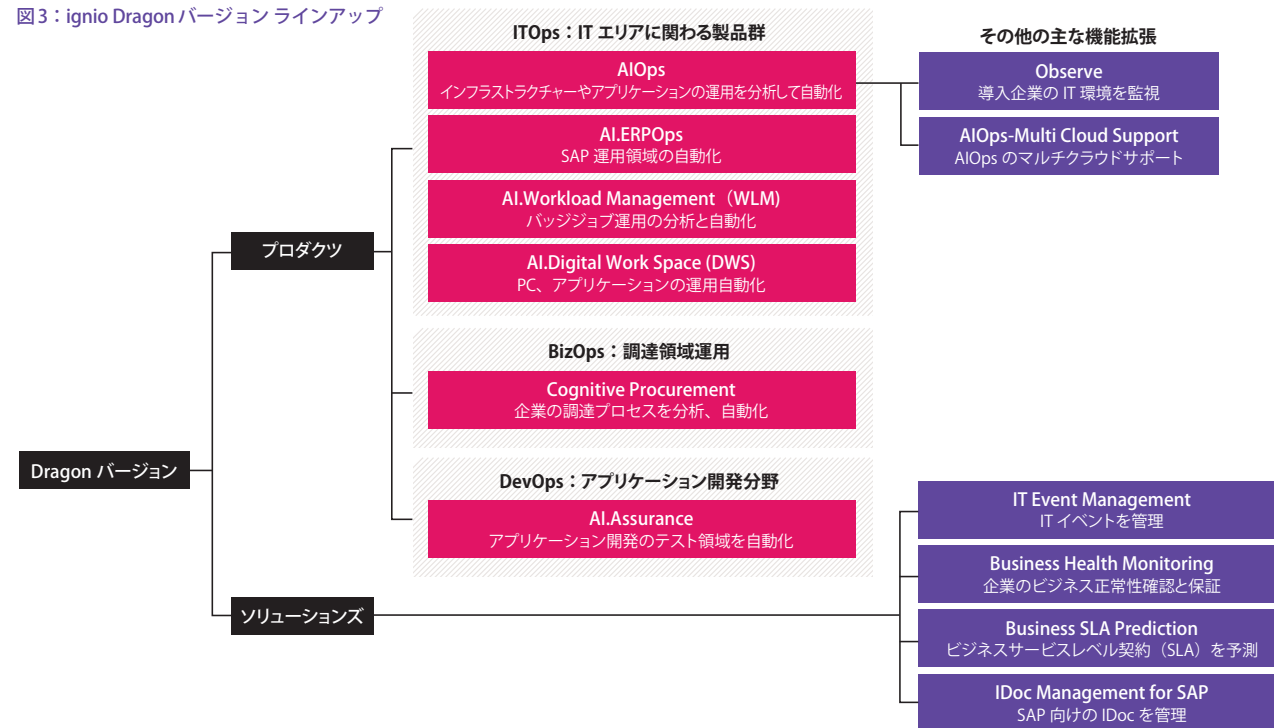 図3：ignio Dragon バージョン ラインアップ
ITOps：IT エリアに関わる製品群
AIOps
インフラストラクチャーやアプリケーションの運用を分析して自動化
AI.ERPOps
SAP 運用領域の自動化
AI.Workload Management（WLM）
バッジジョブ運用の分析と自動化
AI.Digital Work Space (DWS)
PC、アプリケーションの運用自動化
その他の主な機能拡張
Observe
導入企業の IT 環境を監視
AIOps-Multi Cloud Support
AIOps のマルチクラウドサポート
プロダクツ
BizOps：調達領域運用
Cognitive Procurement
企業の調達プロセスを分析、自動化
Dragon バージョン
DevOps：アプリケーション開発分野
AI.Assurance
アプリケーション開発のテスト領域を自動化
ソリューションズ
IT Event Management
IT イベントを管理
Business Health Monitoring
企業のビジネス正常性確認と保証
Business SLA Prediction
ビジネスサービスレベル契約（SLA）を予測
IDoc Management for SAP
SAP 向けの IDoc を管理